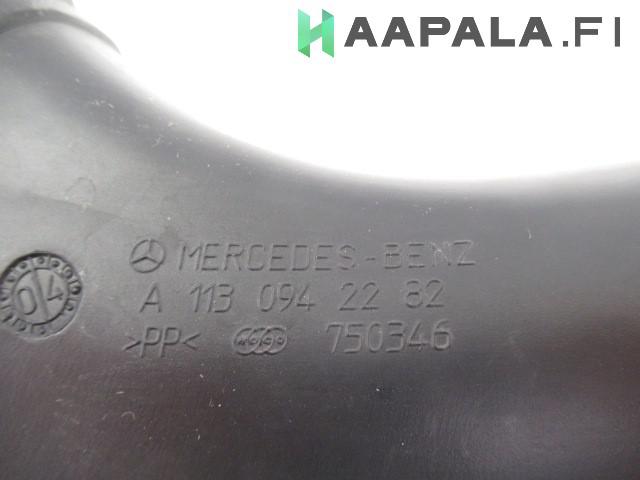 HAAPALA.FI
MERCEDES-BENZ
A 113 094 22 82
>PP< 750346
04